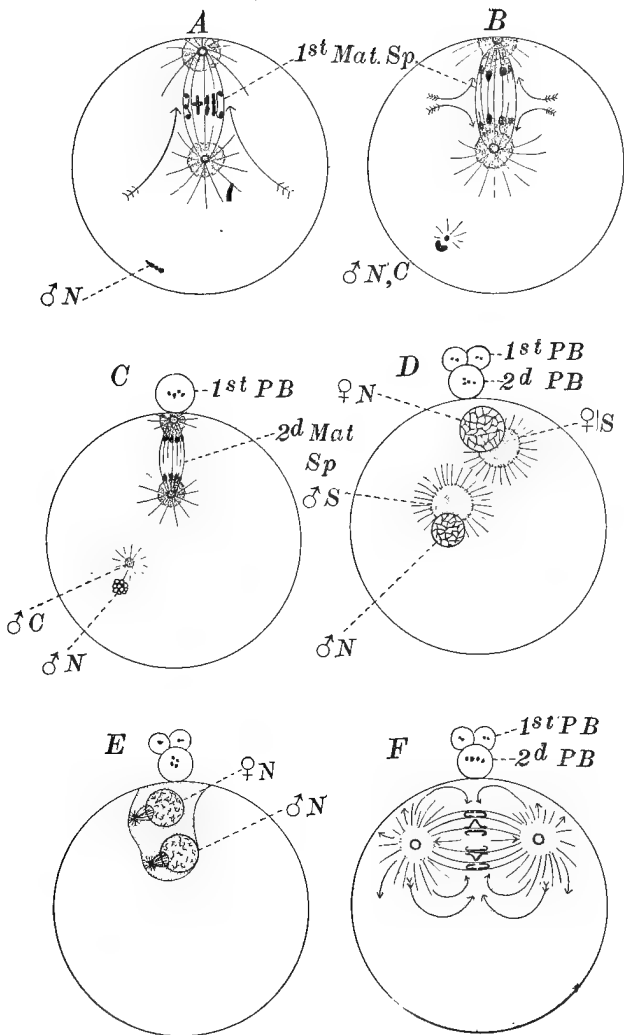 A
B
1st Mat. Sp.
♂N
♂N, C
C
1st PB
2d Mat
Sp
♂C
♂N
D
1st PB
2d PB
♀N
♀S
♂S
♂N
E
♀N
♂N
F
1st PB
2d PB